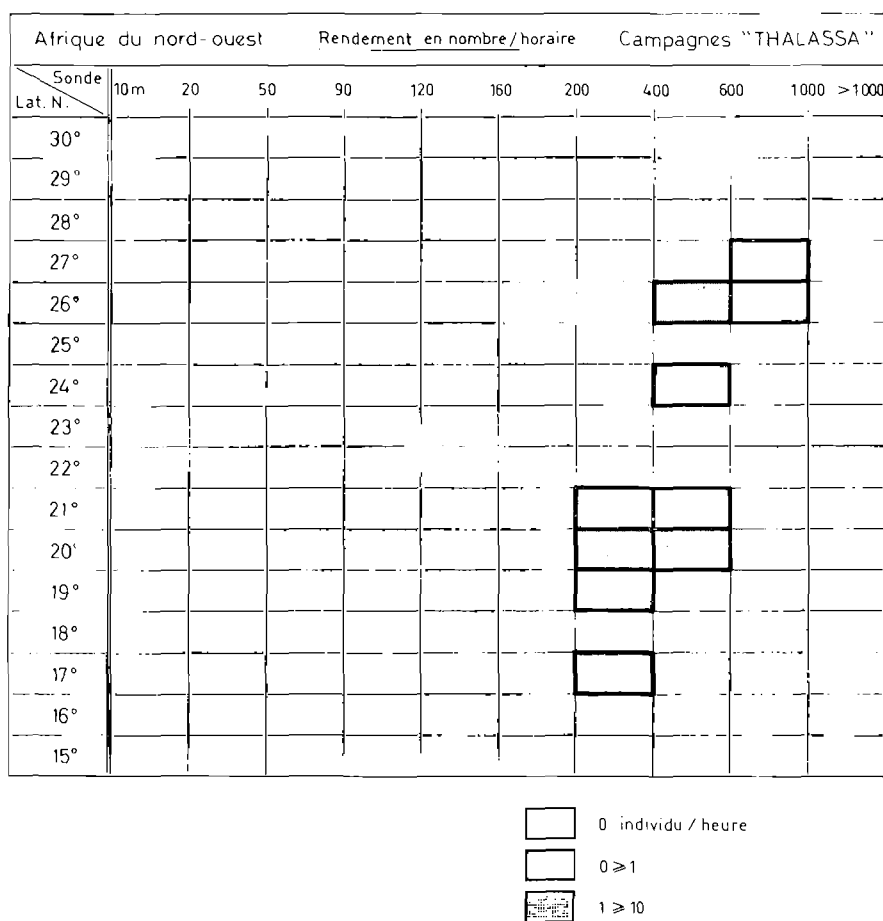 Afrique du nord-ouest Rendement en nombre/horaire Campagnes "THALASSA"
Sonde
Lat. N. 10m 20 50 90 120 160 200 400 600 1000 >1000
30°
29°
28°
27°
26°
25°
24°
23°
22°
21°
20'
19°
18°
17°
16°
15°
0 individu / heure
0 ⩾ 1
1 ⩾ 10